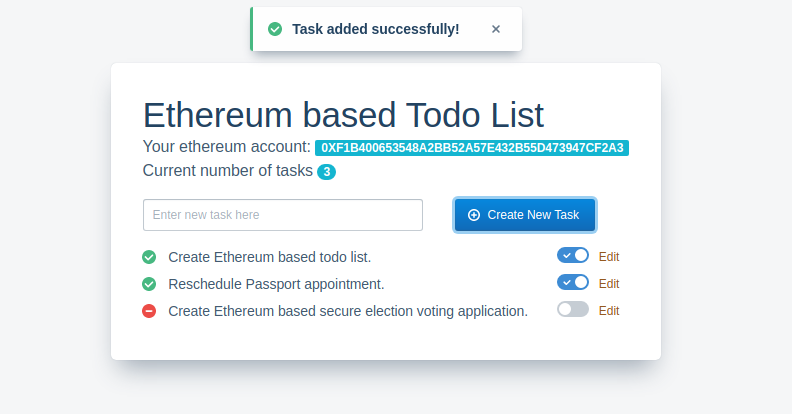 Task added successfully!
Ethereum based Todo List
Your ethereum account: 0XF1B400653548A2BB52A57E432B55D473947CF2A3
Current number of tasks 3
Enter new task here
Create New Task
Create Ethereum based todo list. Edit
Reschedule Passport appointment. Edit
Create Ethereum based secure election voting application. Edit